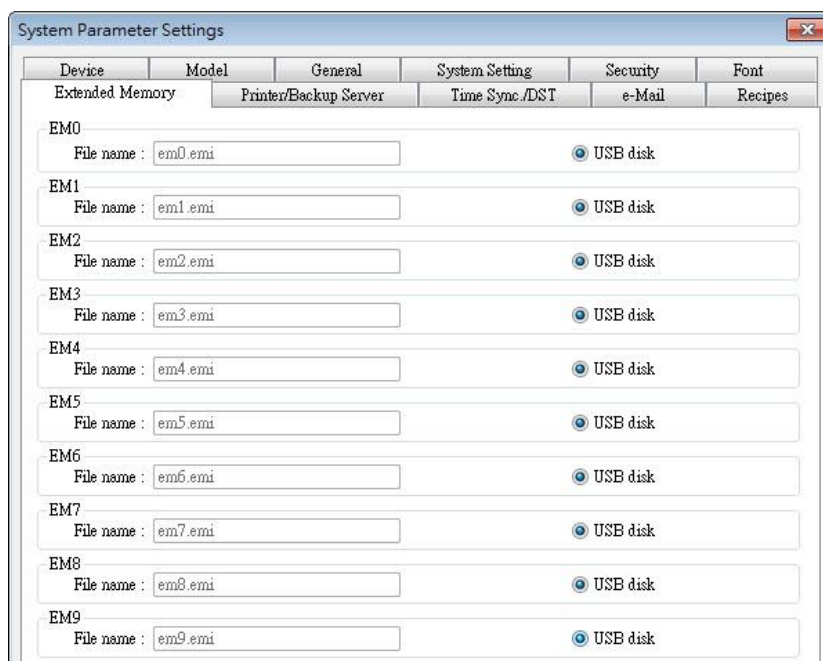 System Parameter Settings
Device Model General System Setting Security Font
Extended Memory Printer/Backup Server Time Sync./DST e-Mail Recipes
EM0
File name : em0.emi USB disk
EM1
File name : em1.emi USB disk
EM2
File name : em2.emi USB disk
EM3
File name : em3.emi USB disk
EM4
File name : em4.emi USB disk
EM5
File name : em5.emi USB disk
EM6
File name : em6.emi USB disk
EM7
File name : em7.emi USB disk
EM8
File name : em8.emi USB disk
EM9
File name : em9.emi USB disk